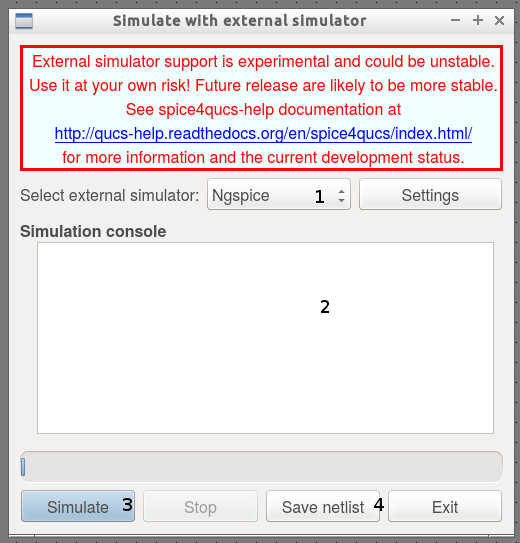 Simulate with external simulator
External simulator support is experimental and could be unstable.
Use it at your own risk! Future release are likely to be more stable.
See spice4qucs-help documentation at
http://qucs-help.readthedocs.org/en/spice4qucs/index.html/
for more information and the current development status.
Select external simulator: Ngspice 1 Settings
Simulation console
2
Simulate 3 Stop Save netlist 4 Exit